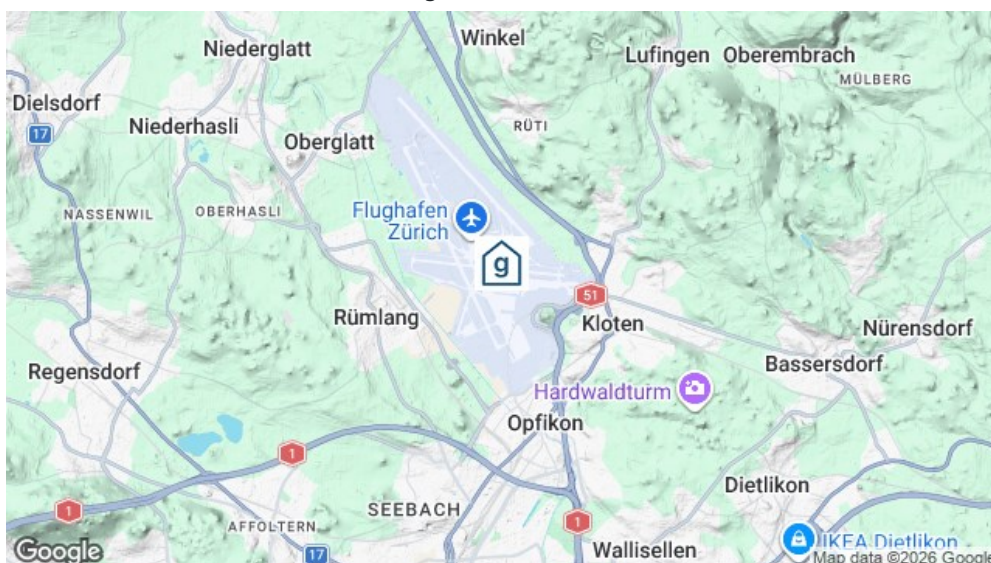 Winkel
Niederglatt
Lufingen
Oberembrach
MÜLBERG
Dielsdorf
17
Niederhasli
RÜTI
Oberglatt
NASSENWIL
OBERHASLI
Flughafen
Zürich
g
51
Rümlang
Kloten
Nürensdorf
Bassersdorf
Regensdorf
Hardwaldturm
Opfikon
1
Dietlikon
1
SEEBACH
1
AFFOLTERN
17
Wallisellen
IKEA Dietlikon
Google
Map data ©2026 Google